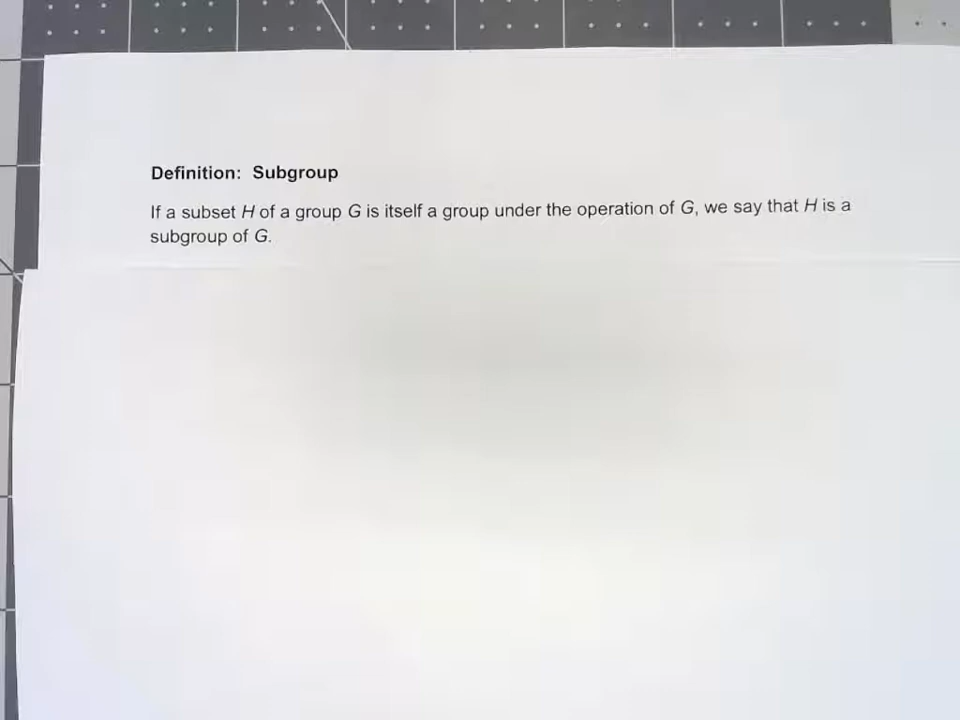 Definition: Subgroup
If a subset H of a group G is itself a group under the operation of G, we say that H is a
subgroup of G.